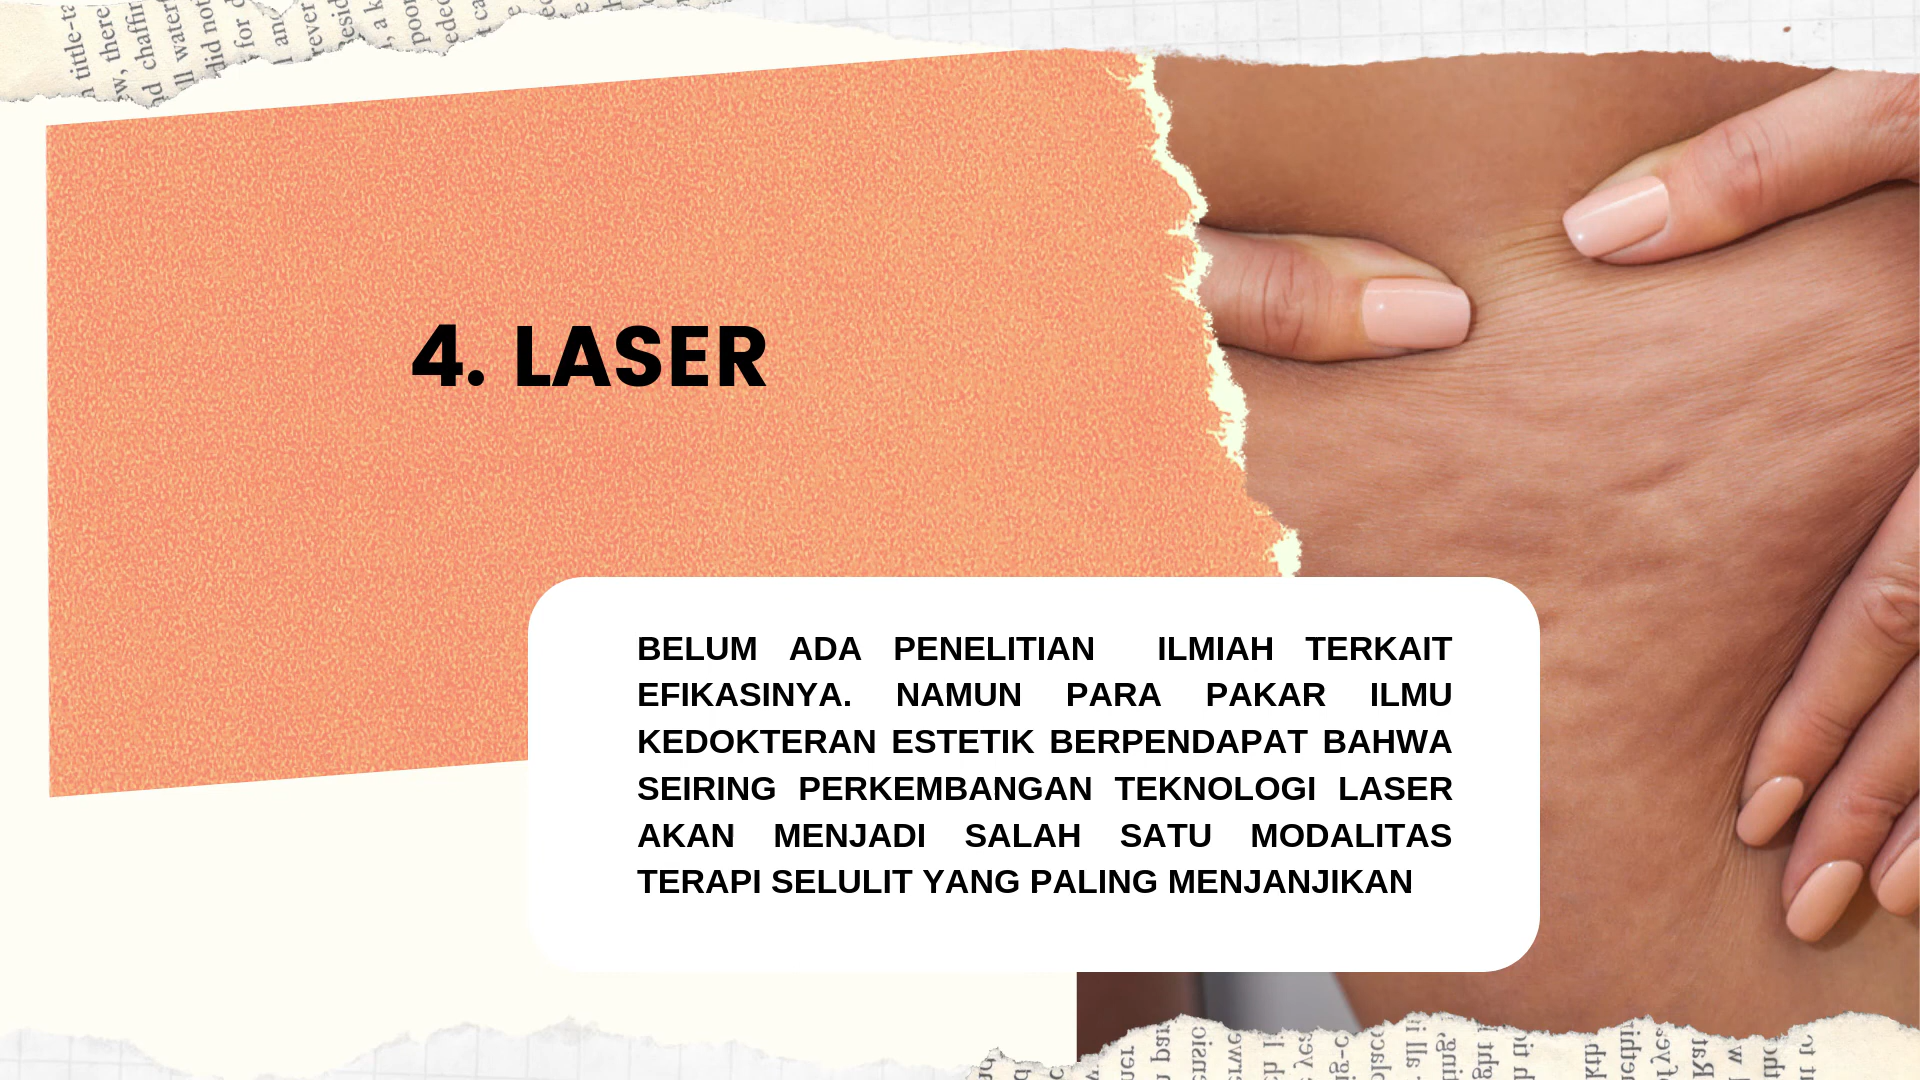 4. LASER
BELUM ADA PENELITIAN ILMIAH TERKAIT
EFIKASINYA. NAMUN PARA PAKAR ILMU
KEDOKTERAN ESTETIK BERPENDAPAT BAHWA
SEIRING PERKEMBANGAN TEKNOLOGI LASER
AKAN MENJADI SALAH SATU MODALITAS
TERAPI SELULIT YANG PALING MENJANJIKAN